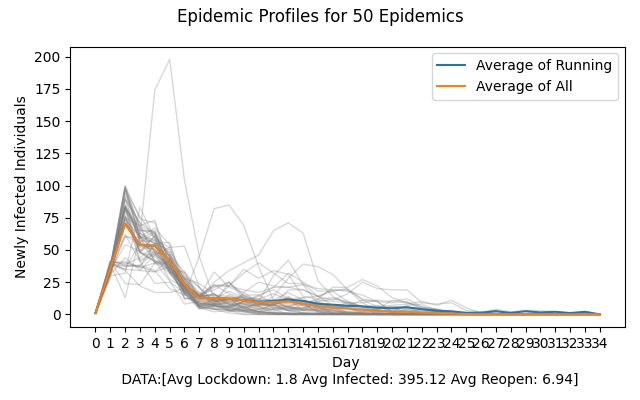 Epidemic Profiles for 50 Epidemics
Newly Infected Individuals
200
175
150
125
100
75
50
25
0
Average of Running
Average of All
0 1 2 3 4 5 6 7 8 9 10 11 12 13 14 15 16 17 18 19 20 21 22 23 24 25 26 27 28 29 30 31 32 33 34
Day
DATA:[Avg Lockdown: 1.8 Avg Infected: 395.12 Avg Reopen: 6.94]